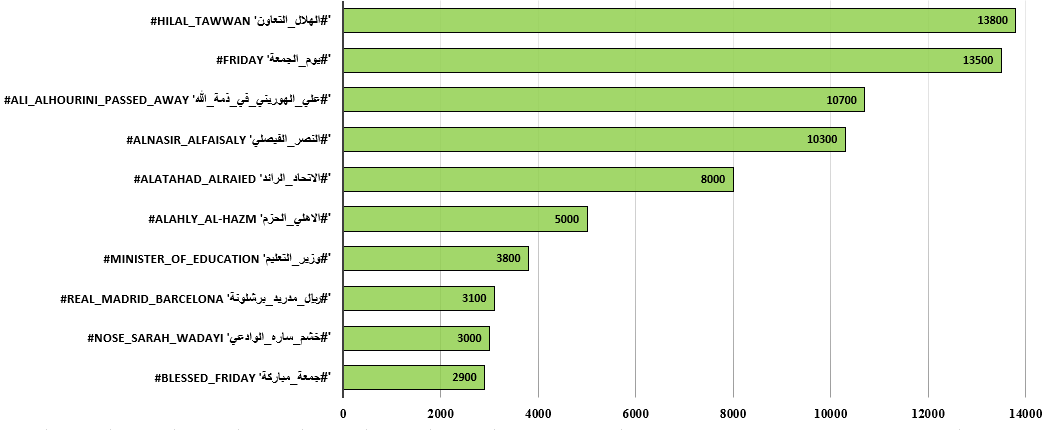 #HILAL_TAWWAN '#الهلال_التعاون'
13800
#FRIDAY '#يوم_الجمعة'
13500
#ALI_ALHOURINI_PASSED_AWAY '#علي_الهويريني_في_ذمة_الله'
10700
#ALNASIR_ALFAISALY '#النصر_الفيصلي'
10300
#ALATAHAD_ALRAIED '#الاتحاد_الرائد'
8000
#ALAHLY_AL-HAZM '#الاهلي_الحزم'
5000
#MINISTER_OF_EDUCATION '#وزير_التعليم'
3800
#REAL_MADRID_BARCELONA '#ريال_مدريد_برشلونة'
3100
#NOSE_SARAH_WADAYI '#خشم_ساره_الوادعي'
3000
#BLESSED_FRIDAY '#جمعة_مباركة'
2900
0 2000 4000 6000 8000 10000 12000 14000